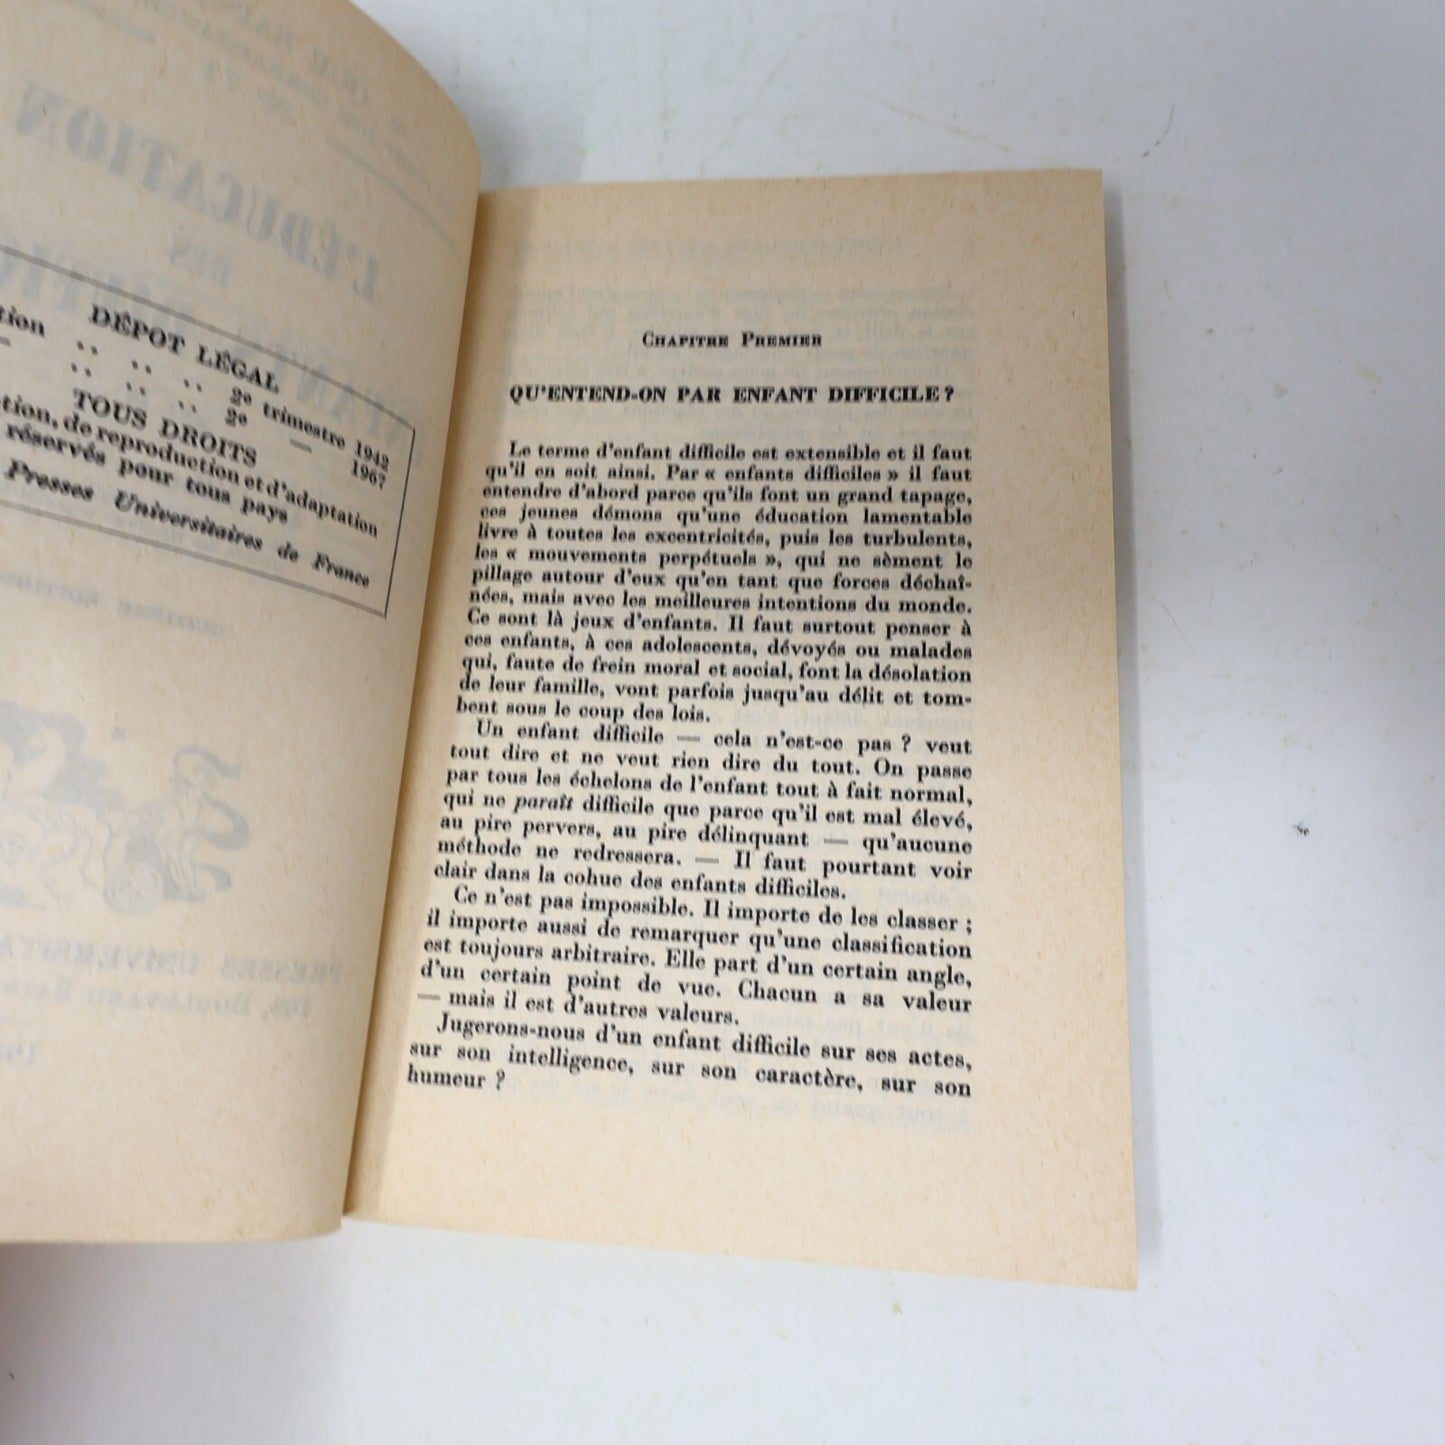 DÉPOT LÉGAL
tion .. .. .. 2e trimestre 1942
— .. .. .. 2e — 1967
TOUS DROITS
tion, de reproduction et d'adaptation
réservés pour tous pays
Presses Universitaires de France
CHAPITRE PREMIER
QU'ENTEND-ON PAR ENFANT DIFFICILE ?
Le terme d'enfant difficile est extensible et il faut
qu'il en soit ainsi. Par « enfants difficiles » il faut
entendre d'abord parce qu'ils font un grand tapage,
ces jeunes démons qu'une éducation lamentable
livre à toutes les excentricités, puis les turbulents,
les « mouvements perpétuels », qui ne sèment le
pillage autour d'eux qu'en tant que forces déchaî-
nées, mais avec les meilleures intentions du monde.
Ce sont là jeux d'enfants. Il faut surtout penser à
ces enfants, à ces adolescents, dévoyés ou malades
qui, faute de frein moral et social, font la désolation
de leur famille, vont parfois jusqu'au délit et tom-
bent sous le coup des lois.
Un enfant difficile — cela n'est-ce pas ? veut
tout dire et ne veut rien dire du tout. On passe
par tous les échelons de l'enfant tout à fait normal,
qui ne paraît difficile que parce qu'il est mal élevé,
au pire pervers, au pire délinquant — qu'aucune
méthode ne redressera. — Il faut pourtant voir
clair dans la cohue des enfants difficiles.
Ce n'est pas impossible. Il importe de les classer ;
il importe aussi de remarquer qu'une classification
est toujours arbitraire. Elle part d'un certain angle,
d'un certain point de vue. Chacun a sa valeur
— mais il est d'autres valeurs.
Jugerons-nous d'un enfant difficile sur ses actes,
sur son intelligence, sur son caractère, sur son
humeur ?